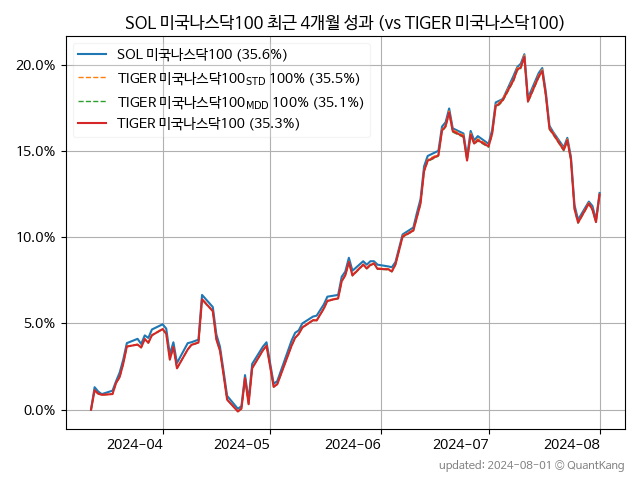 SOL 미국나스닥100 최근 4개월 성과 (vs TIGER 미국나스닥100)
SOL 미국나스닥100 (35.6%)
TIGER 미국나스닥100STD 100% (35.5%)
TIGER 미국나스닥100MDD 100% (35.1%)
TIGER 미국나스닥100 (35.3%)
20.0%
15.0%
10.0%
5.0%
0.0%
2024-04
2024-05
2024-06
2024-07
2024-08
updated: 2024-08-01 © QuantKang